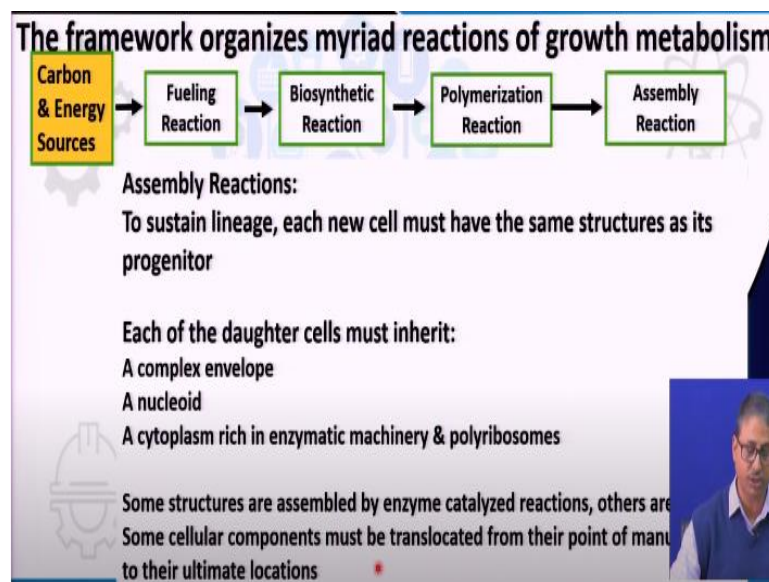 The framework organizes myriad reactions of growth metabolism
Carbon
& Energy
Sources
Fueling
Reaction
Biosynthetic
Reaction
Polymerization
Reaction
Assembly
Reaction
Assembly Reactions:
To sustain lineage, each new cell must have the same structures as its
progenitor
Each of the daughter cells must inherit:
A complex envelope
A nucleoid
A cytoplasm rich in enzymatic machinery & polyribosomes
Some structures are assembled by enzyme catalyzed reactions, others are
Some cellular components must be translocated from their point of
to their ultimate locations